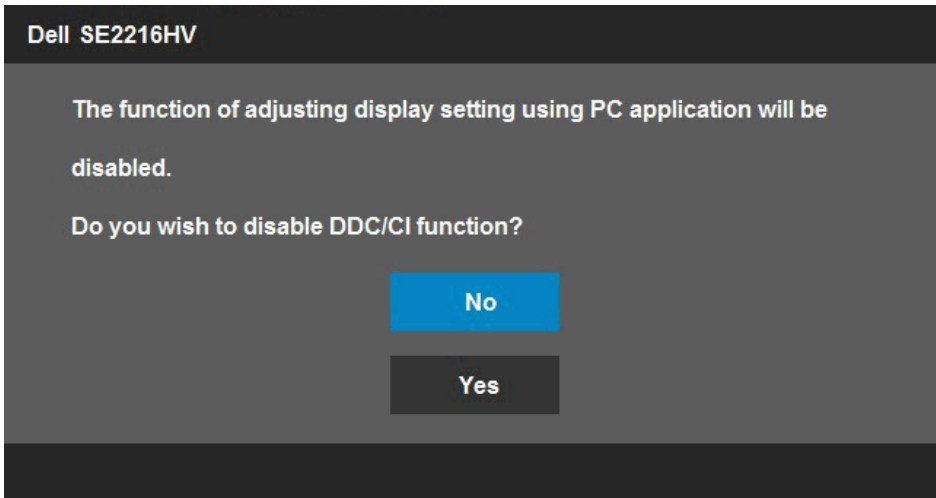 Dell SE2216HV
The function of adjusting display setting using PC application will be
disabled.
Do you wish to disable DDC/CI function?
No
Yes